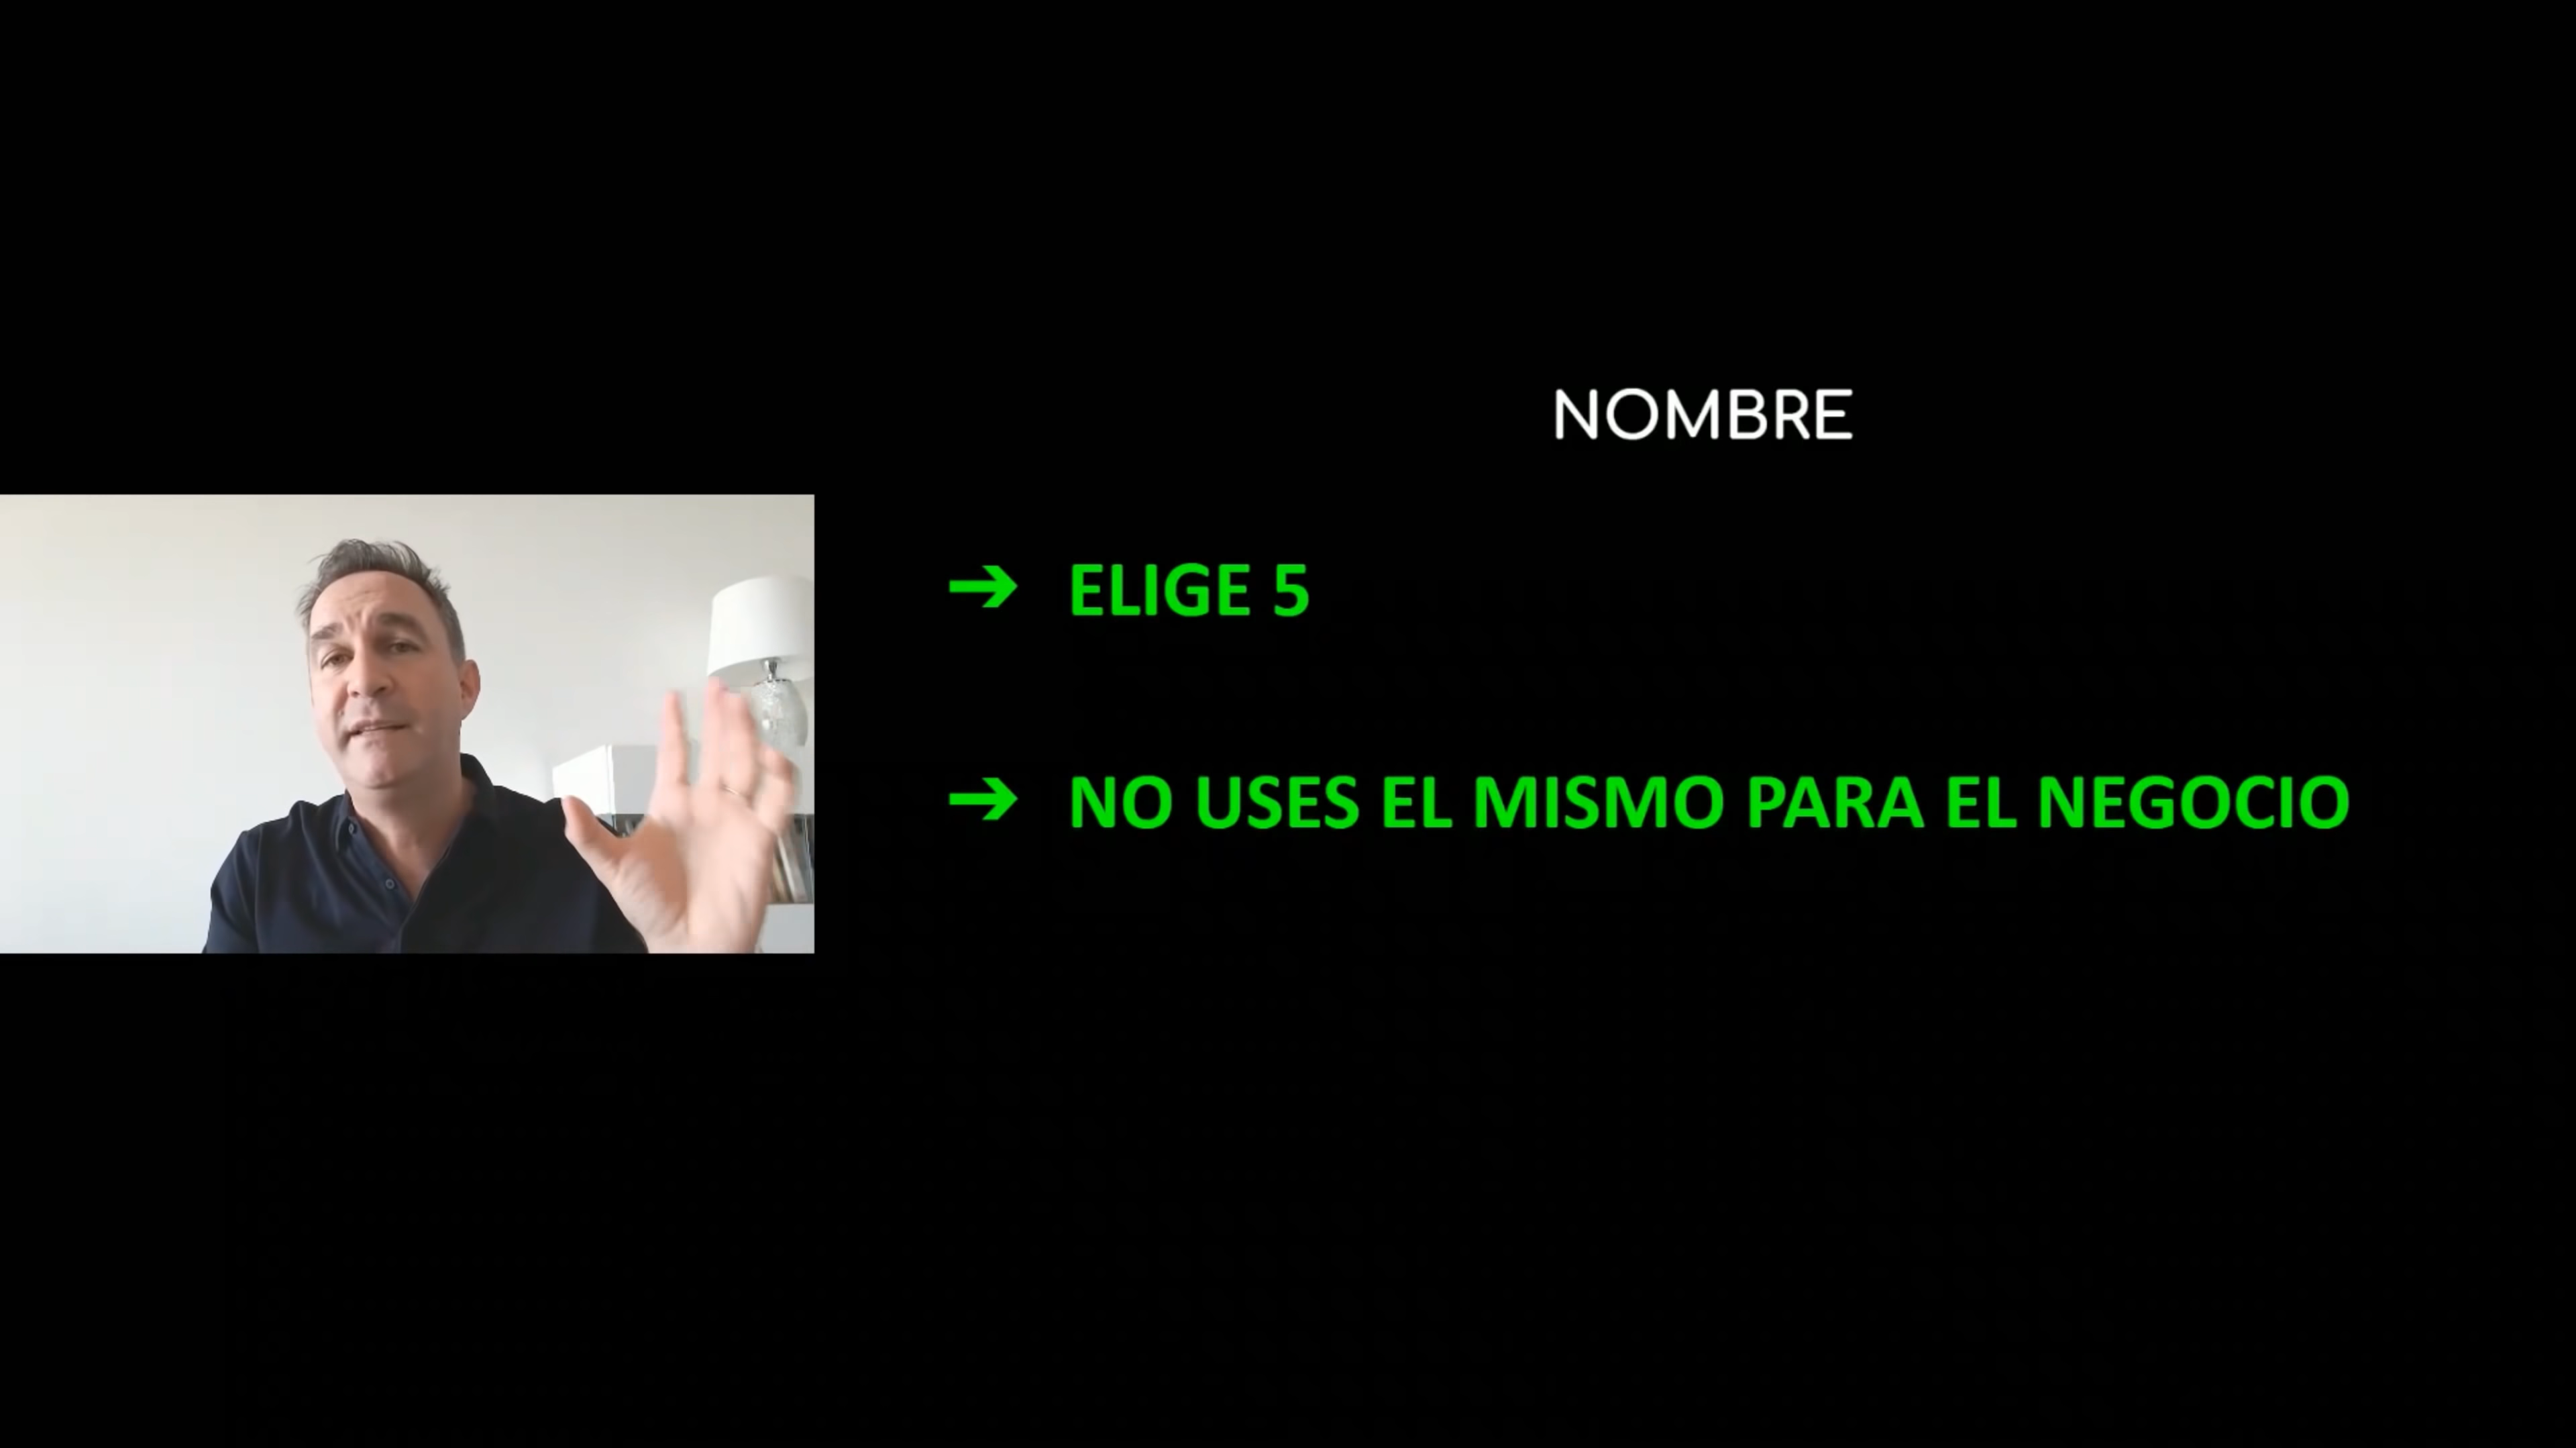 NOMBRE
➔ ELIGE 5
➔ NO USES EL MISMO PARA EL NEGOCIO